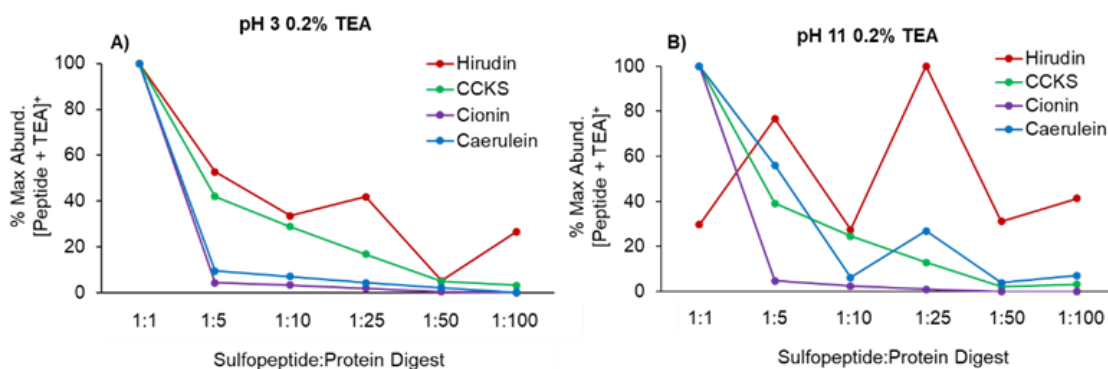 pH 3 0.2% TEA
A)
Hirudin
CCKS
Cionin
Caerulein
% Max Abund.
[Peptide + TEA]⁺
100
80
60
40
20
0
1:1 1:5 1:10 1:25 1:50 1:100
Sulfopeptide:Protein Digest
pH 11 0.2% TEA
B)
Hirudin
CCKS
Cionin
Caerulein
% Max Abund.
[Peptide + TEA]⁺
100
80
60
40
20
0
1:1 1:5 1:10 1:25 1:50 1:100
Sulfopeptide:Protein Digest